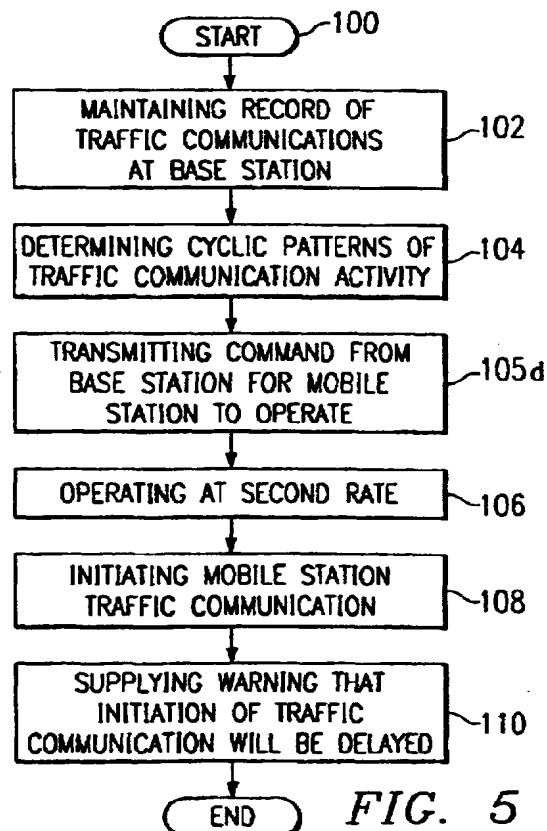 START
100
MAINTAINING RECORD OF
TRAFFIC COMMUNICATIONS
AT BASE STATION
102
DETERMINING CYCLIC PATTERNS OF
TRAFFIC COMMUNICATION ACTIVITY
104
TRANSMITTING COMMAND FROM
BASE STATION FOR MOBILE
STATION TO OPERATE
105d
OPERATING AT SECOND RATE
106
INITIATING MOBILE STATION
TRAFFIC COMMUNICATION
108
SUPPLYING WARNING THAT
INITIATION OF TRAFFIC
COMMUNICATION WILL BE DELAYED
110
END
FIG. 5